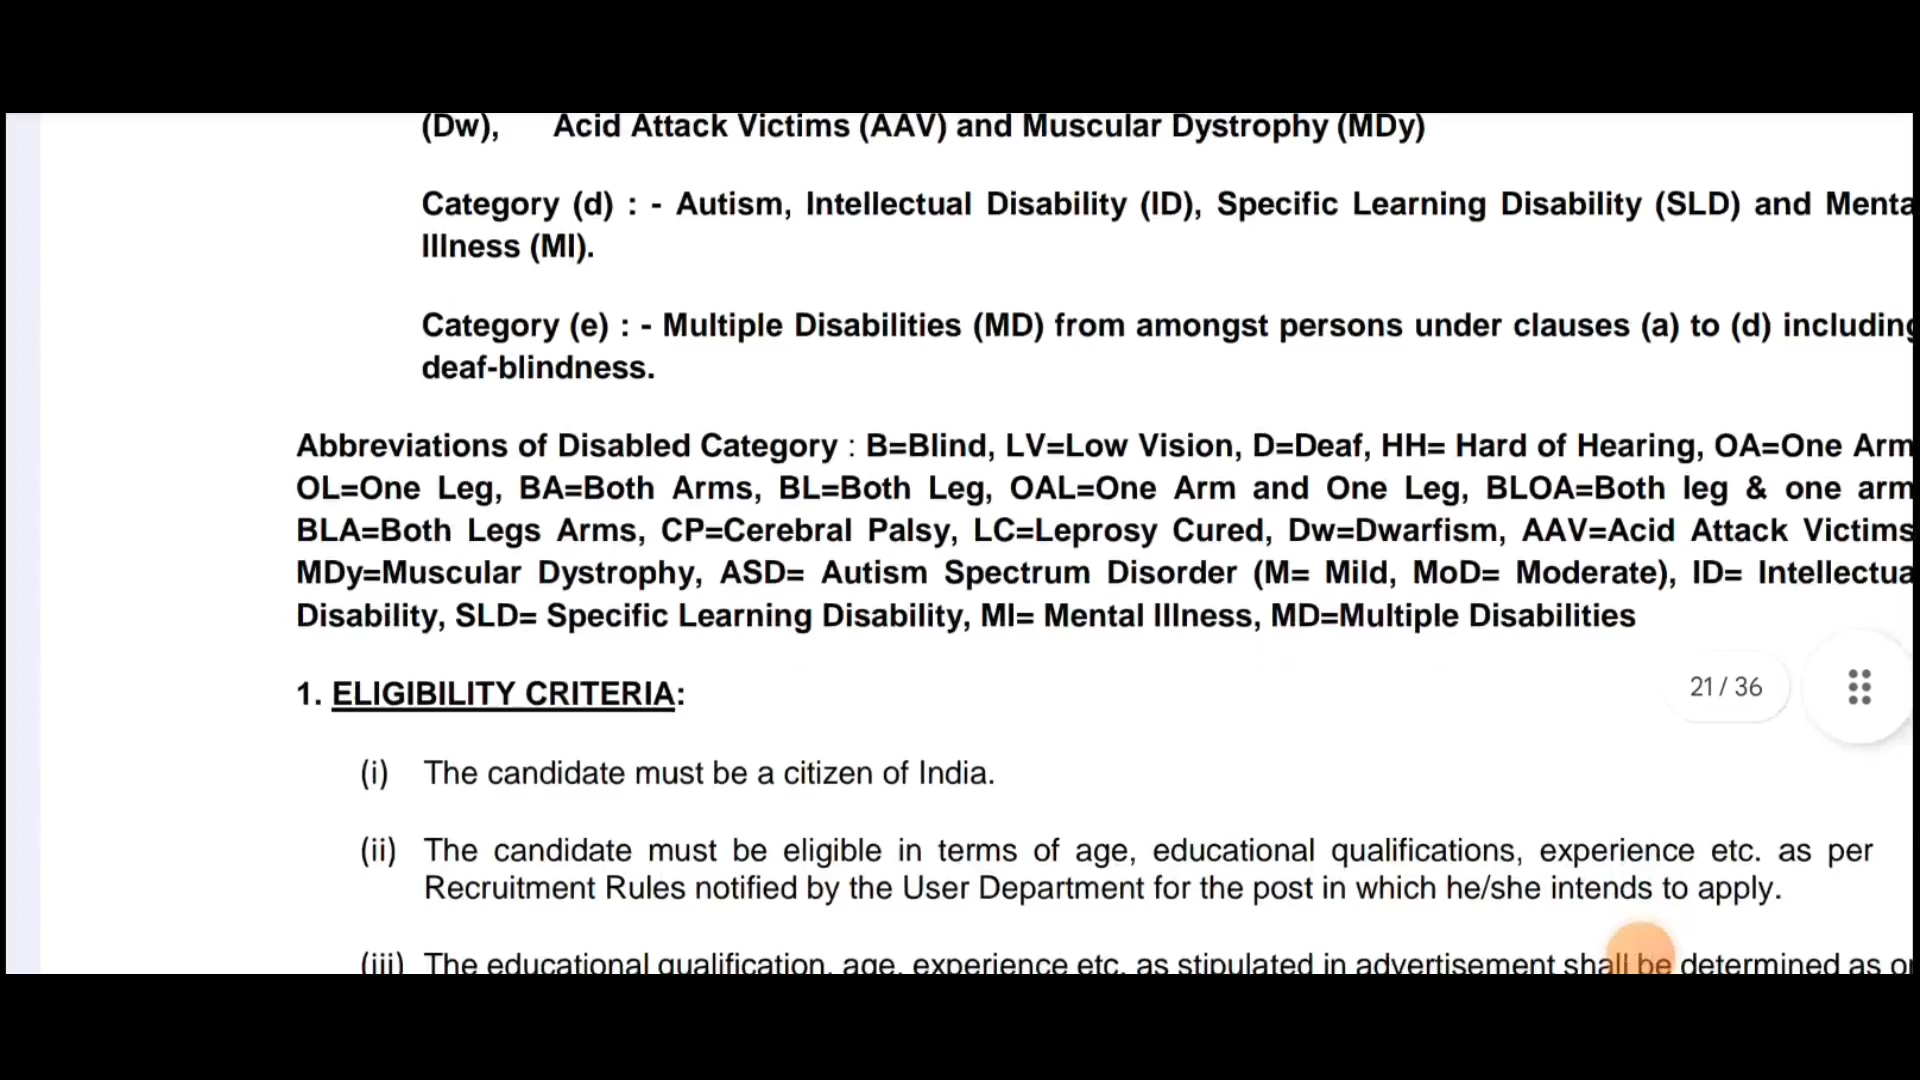 (Dw), Acid Attack Victims (AAV) and Muscular Dystrophy (MDy)
Category (d) : - Autism, Intellectual Disability (ID), Specific Learning Disability (SLD) and Menta
Illness (MI).
Category (e) : - Multiple Disabilities (MD) from amongst persons under clauses (a) to (d) including
deaf-blindness.
Abbreviations of Disabled Category : B=Blind, LV=Low Vision, D=Deaf, HH= Hard of Hearing, OA=One Arm
OL=One Leg, BA=Both Arms, BL=Both Leg, OAL=One Arm and One Leg, BLOA=Both leg & one arm
BLA=Both Legs Arms, CP=Cerebral Palsy, LC=Leprosy Cured, Dw=Dwarfism, AAV=Acid Attack Victims
MDy=Muscular Dystrophy, ASD= Autism Spectrum Disorder (M= Mild, MoD= Moderate), ID= Intellectua
Disability, SLD= Specific Learning Disability, MI= Mental Illness, MD=Multiple Disabilities
1. ELIGIBILITY CRITERIA:
21 / 36
(i) The candidate must be a citizen of India.
(ii) The candidate must be eligible in terms of age, educational qualifications, experience etc. as per
Recruitment Rules notified by the User Department for the post in which he/she intends to apply.
(iii) The educational qualification, age, experience etc. as stipulated in advertisement shall be determined as